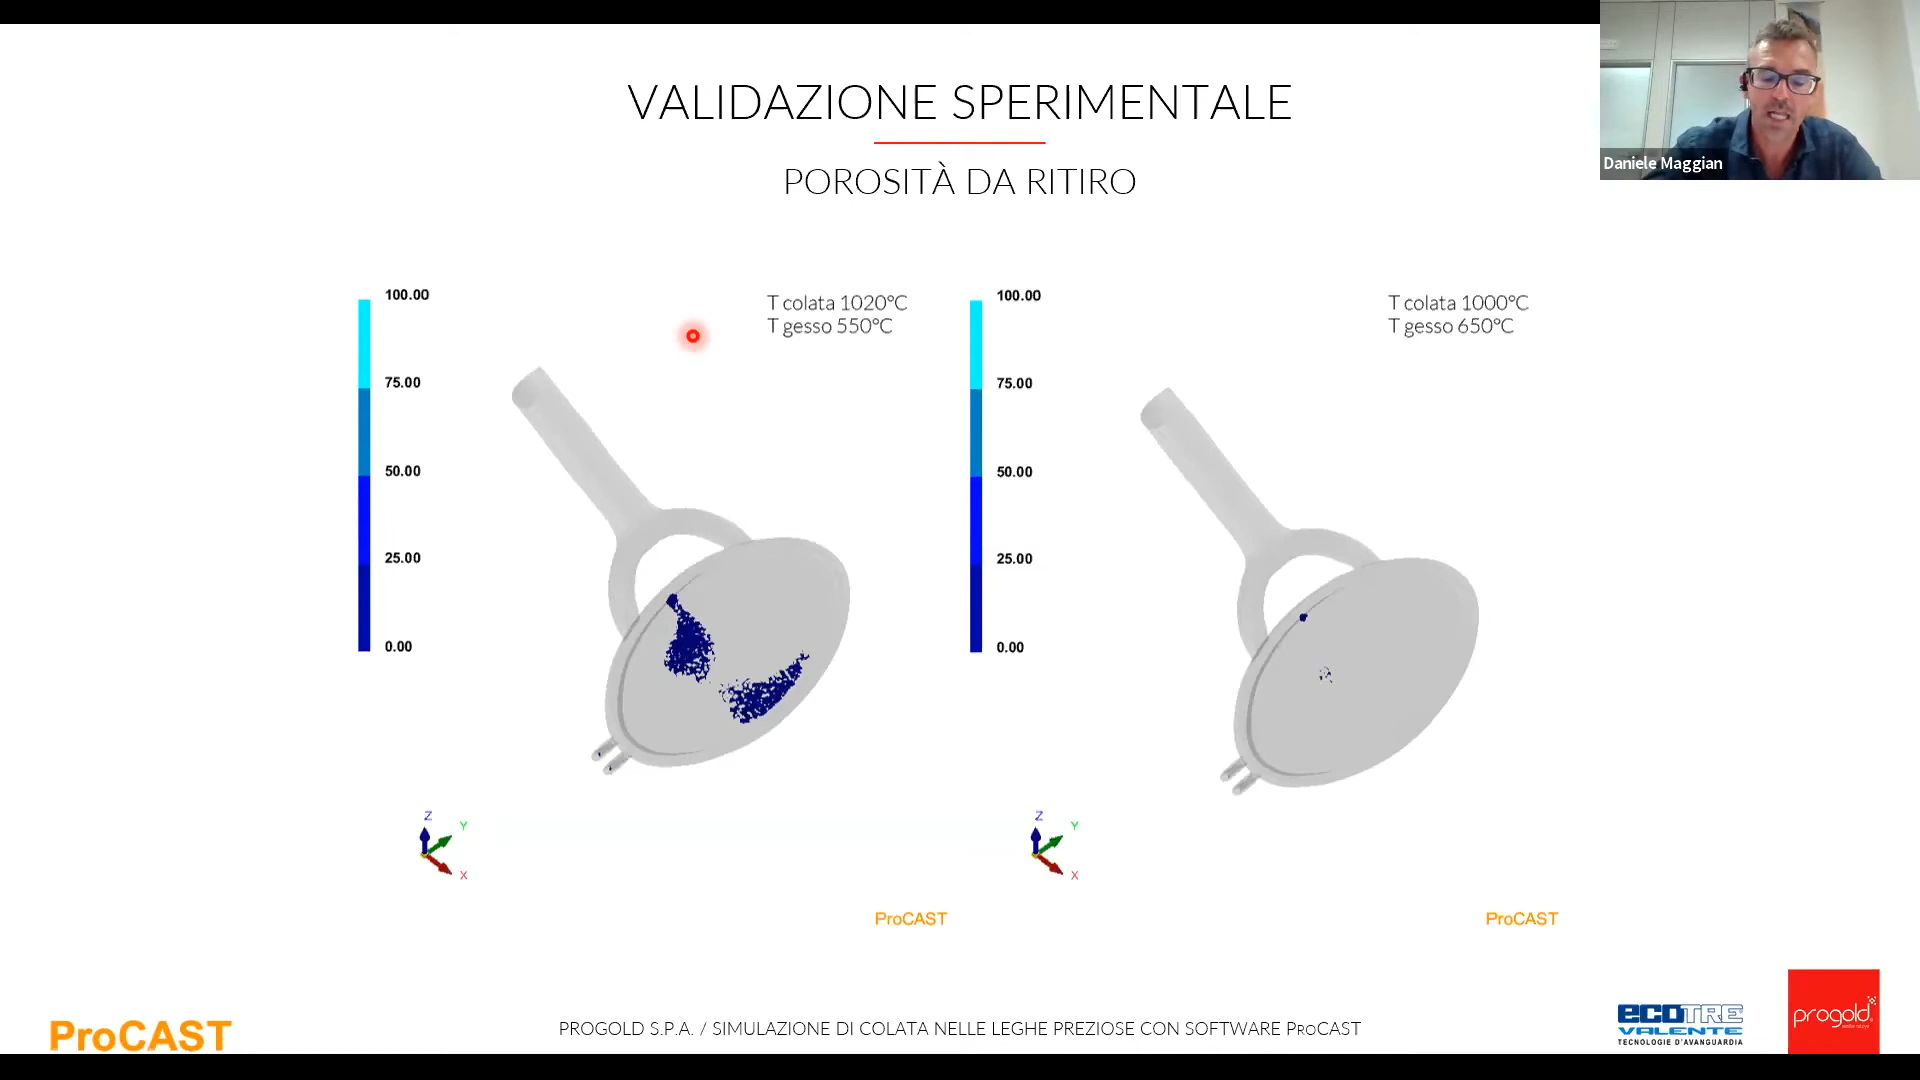 VALIDAZIONE SPERIMENTALE
POROSITÀ DA RITIRO
Daniele Maggian
100.00
75.00
50.00
25.00
0.00
T colata 1020°C
T gesso 550°C
Z
Y
X
ProCAST
100.00
75.00
50.00
25.00
0.00
T colata 1000°C
T gesso 650°C
Z
Y
X
ProCAST
ProCAST
PROGOLD S.P.A. / SIMULAZIONE DI COLATA NELLE LEGHE PREZIOSE CON SOFTWARE PROCAST
ECOTRE
VALENTE
TECNOLOGIE D'AVANGUARDIA
progold